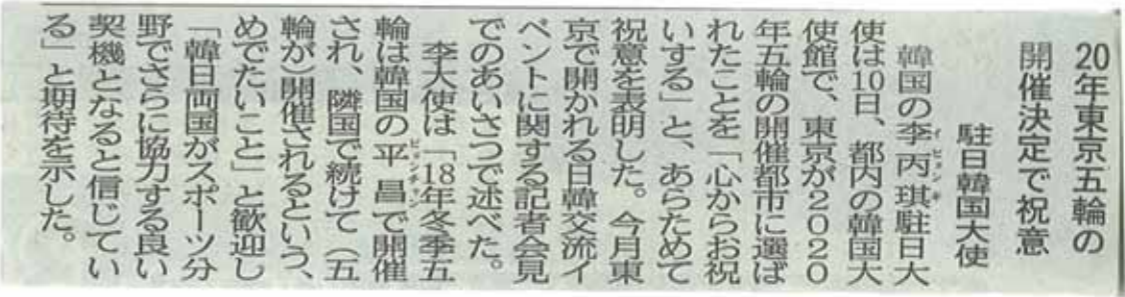 20年東京五輪の
開催決定で祝意
駐日韓国大使
韓国の李丙琪駐日大
イ ビョンギ
使は10日、都内の韓国大
使館で、東京が2020
年五輪の開催都市に選ば
れたことを「心からお祝
いする」と、あらためて
祝意を表明した。今月東
京で開かれる日韓交流イ
ベントに関する記者会見
でのあいさつで述べた。
李大使は「18年冬季五
輪は韓国の平昌で開催
ピョンチャン
され、隣国で続けて(五
輪が)開催されるという、
めでたいこと」と歓迎し
「韓日両国がスポーツ分
野でさらに協力する良い
契機となると信じてい
る」と期待を示した。